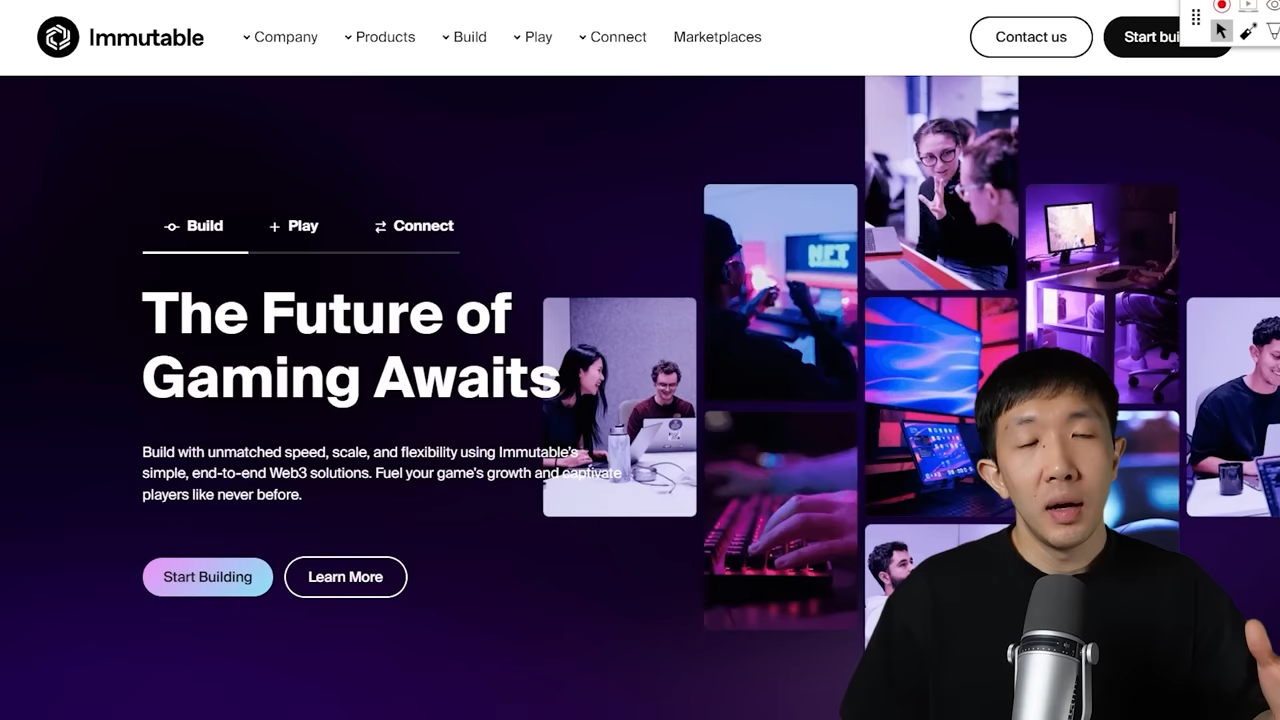 Immutable
Company
Products
Build
Play
Connect
Marketplaces
Contact us
Start bui
Build
Play
Connect
The Future of
Gaming Awaits
Build with unmatched speed, scale, and flexibility using Immutable's
simple, end-to-end Web3 solutions. Fuel your game's growth and captivate
players like never before.
Start Building
Learn More
NFT